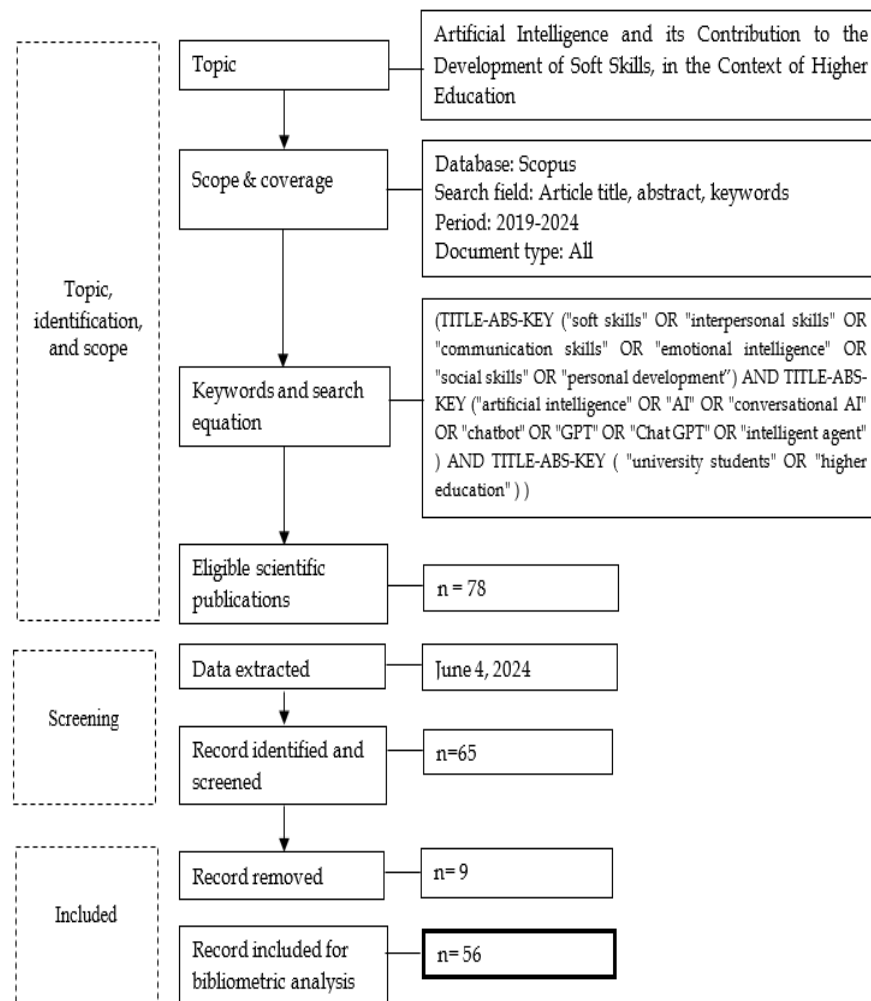 Topic
Artificial Intelligence and its Contribution to the
Development of Soft Skills, in the Context of Higher
Education
Scope & coverage
Database: Scopus
Search field: Article title, abstract, keywords
Period: 2019-2024
Document type: All
Topic,
identification,
and scope
Keywords and search
equation
(TITLE-ABS-KEY ("soft skills" OR "interpersonal skills" OR
"communication skills" OR "emotional intelligence" OR
"social skills" OR "personal development") AND TITLE-ABS-
KEY ("artificial intelligence" OR "AI" OR "conversational AI"
OR "chatbot" OR "GPT" OR "Chat GPT" OR "intelligent agent"
) AND TITLE-ABS-KEY ( "university students" OR "higher
education" ) )
Eligible scientific
publications
n = 78
Screening
Data extracted
June 4, 2024
Record identified and
screened
n=65
Included
Record removed
n= 9
Record included for
bibliometric analysis
n= 56